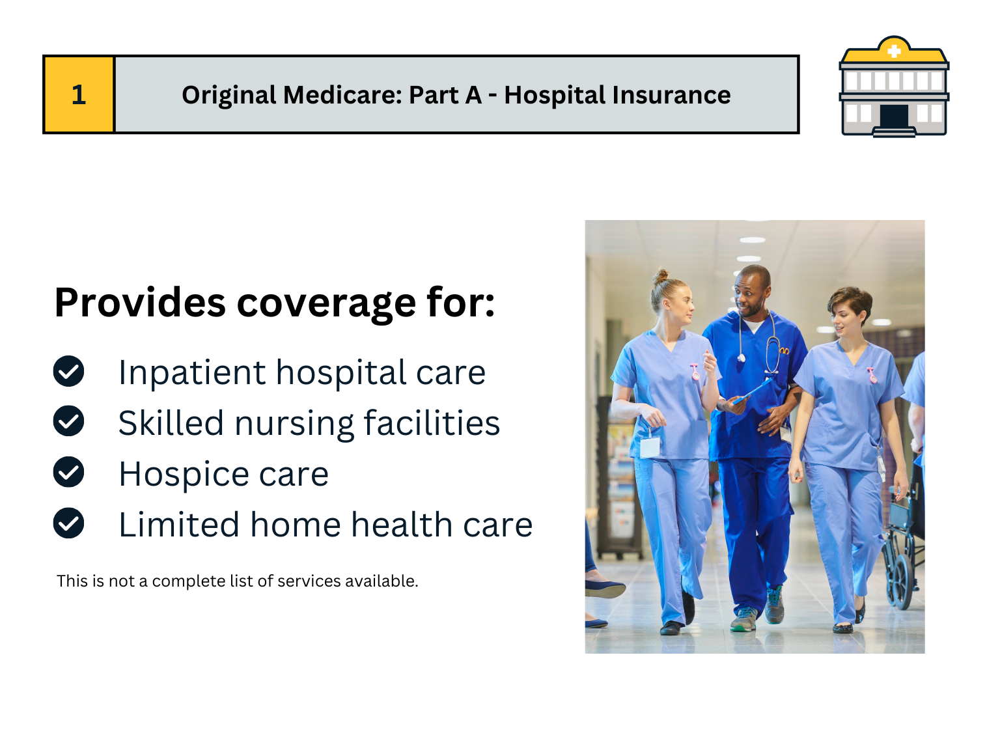 1
Original Medicare: Part A - Hospital Insurance
Provides coverage for:
Inpatient hospital care
Skilled nursing facilities
Hospice care
Limited home health care
This is not a complete list of services available.